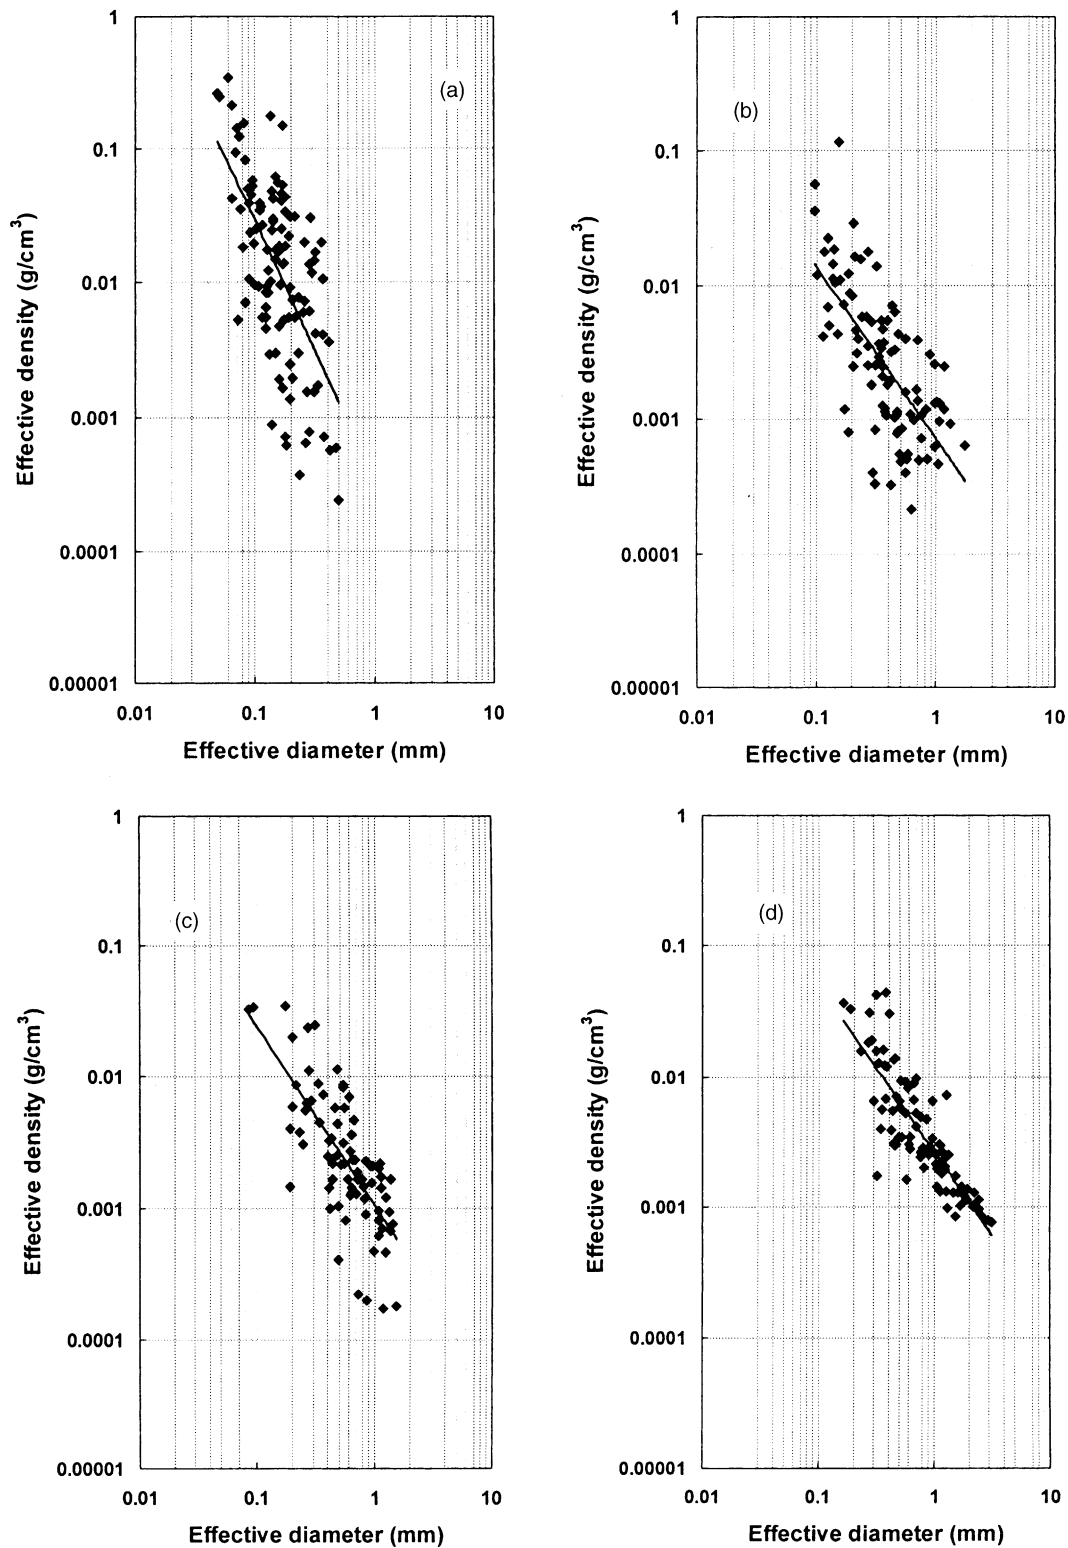 1
(a)
0.1
Effective density (g/cm³)
0.01
0.001
0.0001
0.00001
0.01 0.1 1 10
Effective diameter (mm)
1
(b)
0.1
Effective density (g/cm³)
0.01
0.001
0.0001
0.00001
0.01 0.1 1 10
Effective diameter (mm)
1
(c)
0.1
Effective density (g/cm³)
0.01
0.001
0.0001
0.00001
0.01 0.1 1 10
Effective diameter (mm)
1
(d)
0.1
Effective density (g/cm³)
0.01
0.001
0.0001
0.00001
0.01 0.1 1 10
Effective diameter (mm)